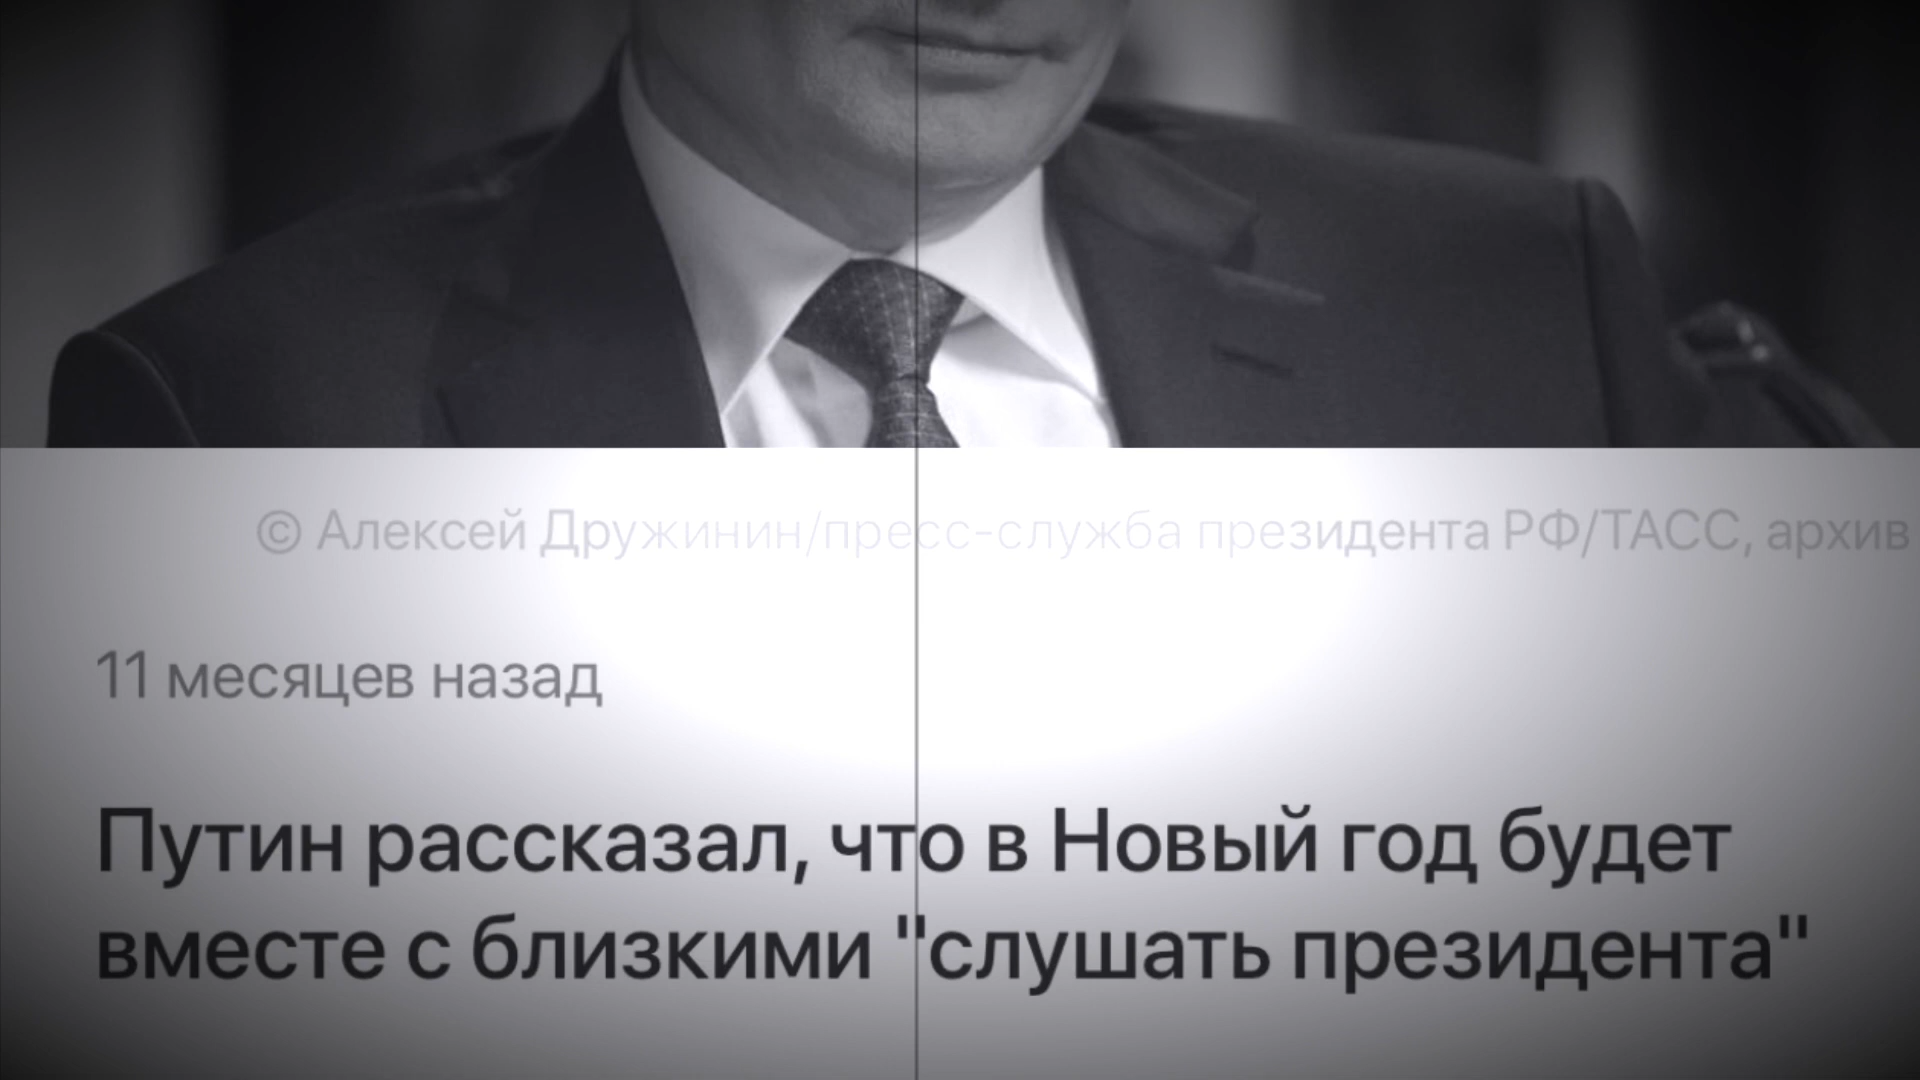 © Алексей Дружинин/пресс-служба президента РФ/ТАСС, архив
11 месяцев назад
Путин рассказал, что в Новый год будет
вместе с близкими "слушать президента"